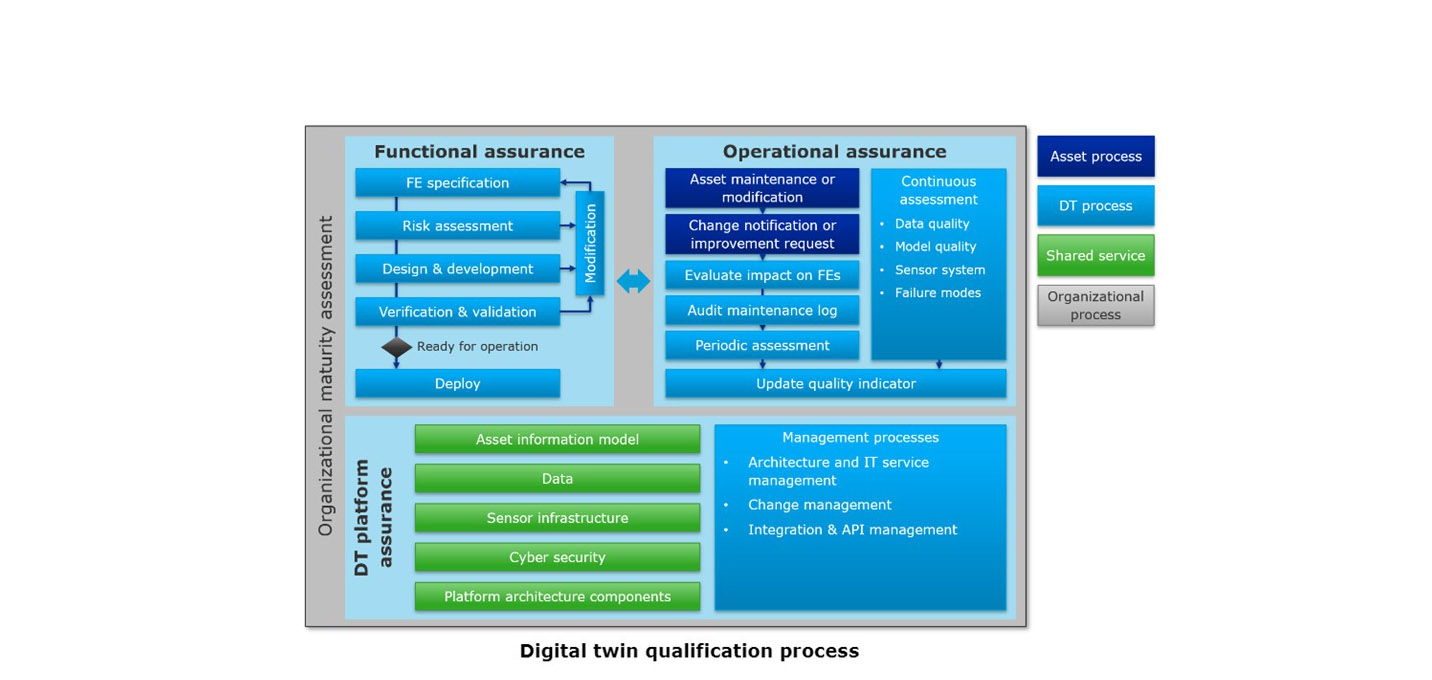 Organizational maturity assessment
Functional assurance
FE specification
Risk assessment
Design & development
Verification & validation
Modification
Ready for operation
Deploy
Operational assurance
Asset maintenance or
modification
Change notification or
improvement request
Evaluate impact on FEs
Audit maintenance log
Periodic assessment
Continuous
assessment
• Data quality
• Model quality
• Sensor system
• Failure modes
Update quality indicator
DT platform
assurance
Asset information model
Data
Sensor infrastructure
Cyber security
Platform architecture components
Management processes
• Architecture and IT service
management
• Change management
• Integration & API management
Asset process
DT process
Shared service
Organizational
process
Digital twin qualification process